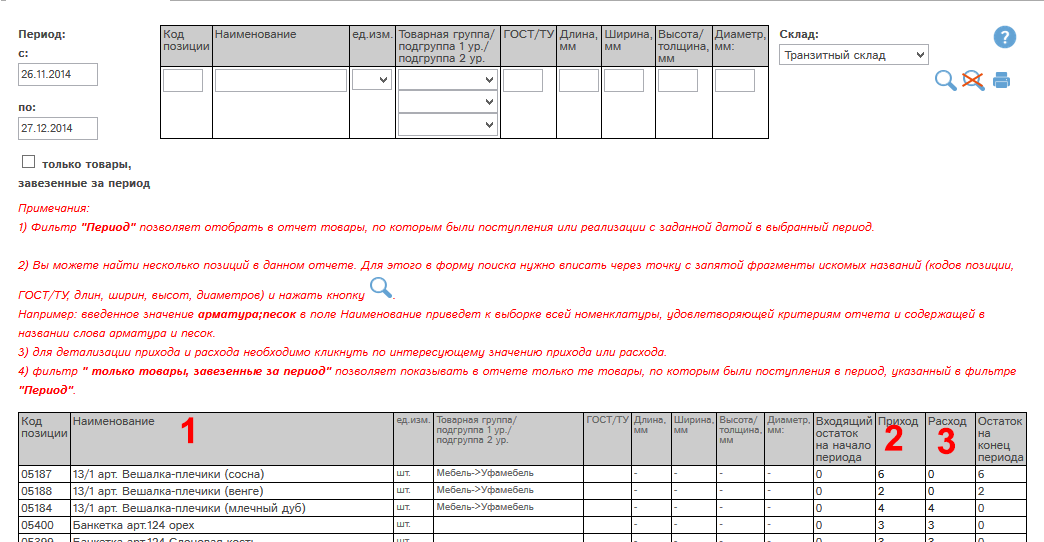 Период:
с:
26.11.2014
по:
27.12.2014
только товары,
завезенные за период
Код позиции Наименование ед.изм. Товарная группа/ подгруппа 1 ур./ подгруппа 2 ур. ГОСТ/ТУ Длина, мм Ширина, мм Высота/ толщина, мм Диаметр, мм:
Склад:
Транзитный склад
?
Примечания:
1) Фильтр "Период" позволяет отобрать в отчет товары, по которым были поступления или реализации с заданной датой в выбранный период.
2) Вы можете найти несколько позиций в данном отчете. Для этого в форму поиска нужно вписать через точку с запятой фрагменты искомых названий (кодов позиции,
ГОСТ/ТУ, длин, ширин, высот, диаметров) и нажать кнопку .
Например: введенное значение арматура;песок в поле Наименование приведет к выборке всей номенклатуры, удовлетворяющей критериям отчета и содержащей в
названии слова арматура и песок.
3) для детализации прихода и расхода необходимо кликнуть по интересующему значению прихода или расхода.
4) фильтр " только товары, завезенные за период" позволяет показывать в отчете только те товары, по которым были поступления в период, указанный в фильтре
"Период".
Код позиции Наименование ед.изм. Товарная группа/ подгруппа 1 ур./ подгруппа 2 ур. ГОСТ/ТУ Длина, мм Ширина, мм Высота/ толщина, мм Диаметр, мм: Входящий остаток на начало периода Приход Расход Остаток на конец периода
1 2 3
05187 13/1 арт. Вешалка-плечики (сосна) шт. Мебель->Уфамебель - - - - 0 6 0 6
05188 13/1 арт. Вешалка-плечики (венге) шт. Мебель->Уфамебель - - - - 0 2 0 2
05184 13/1 арт. Вешалка-плечики (млечный дуб) шт. Мебель->Уфамебель - - - - 0 4 4 0
05400 Банкетка арт.124 орех шт. - - - - 0 3 3 0
05399 Банкетка арт.124 Слоновая кость шт. 0 3 3 0